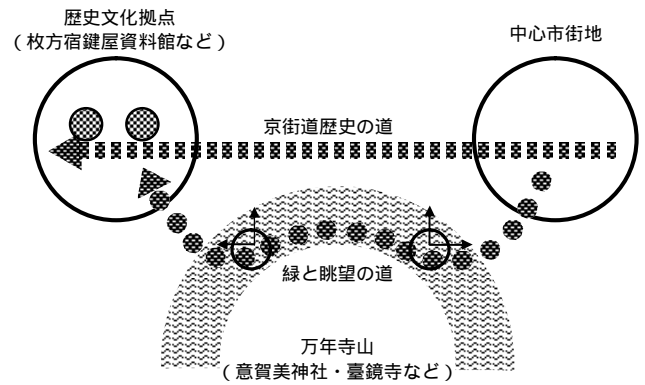 歴史文化拠点
（枚方宿鍵屋資料館など）
中心市街地
京街道歴史の道
緑と眺望の道
万年寺山
（意賀美神社・臺鏡寺など）